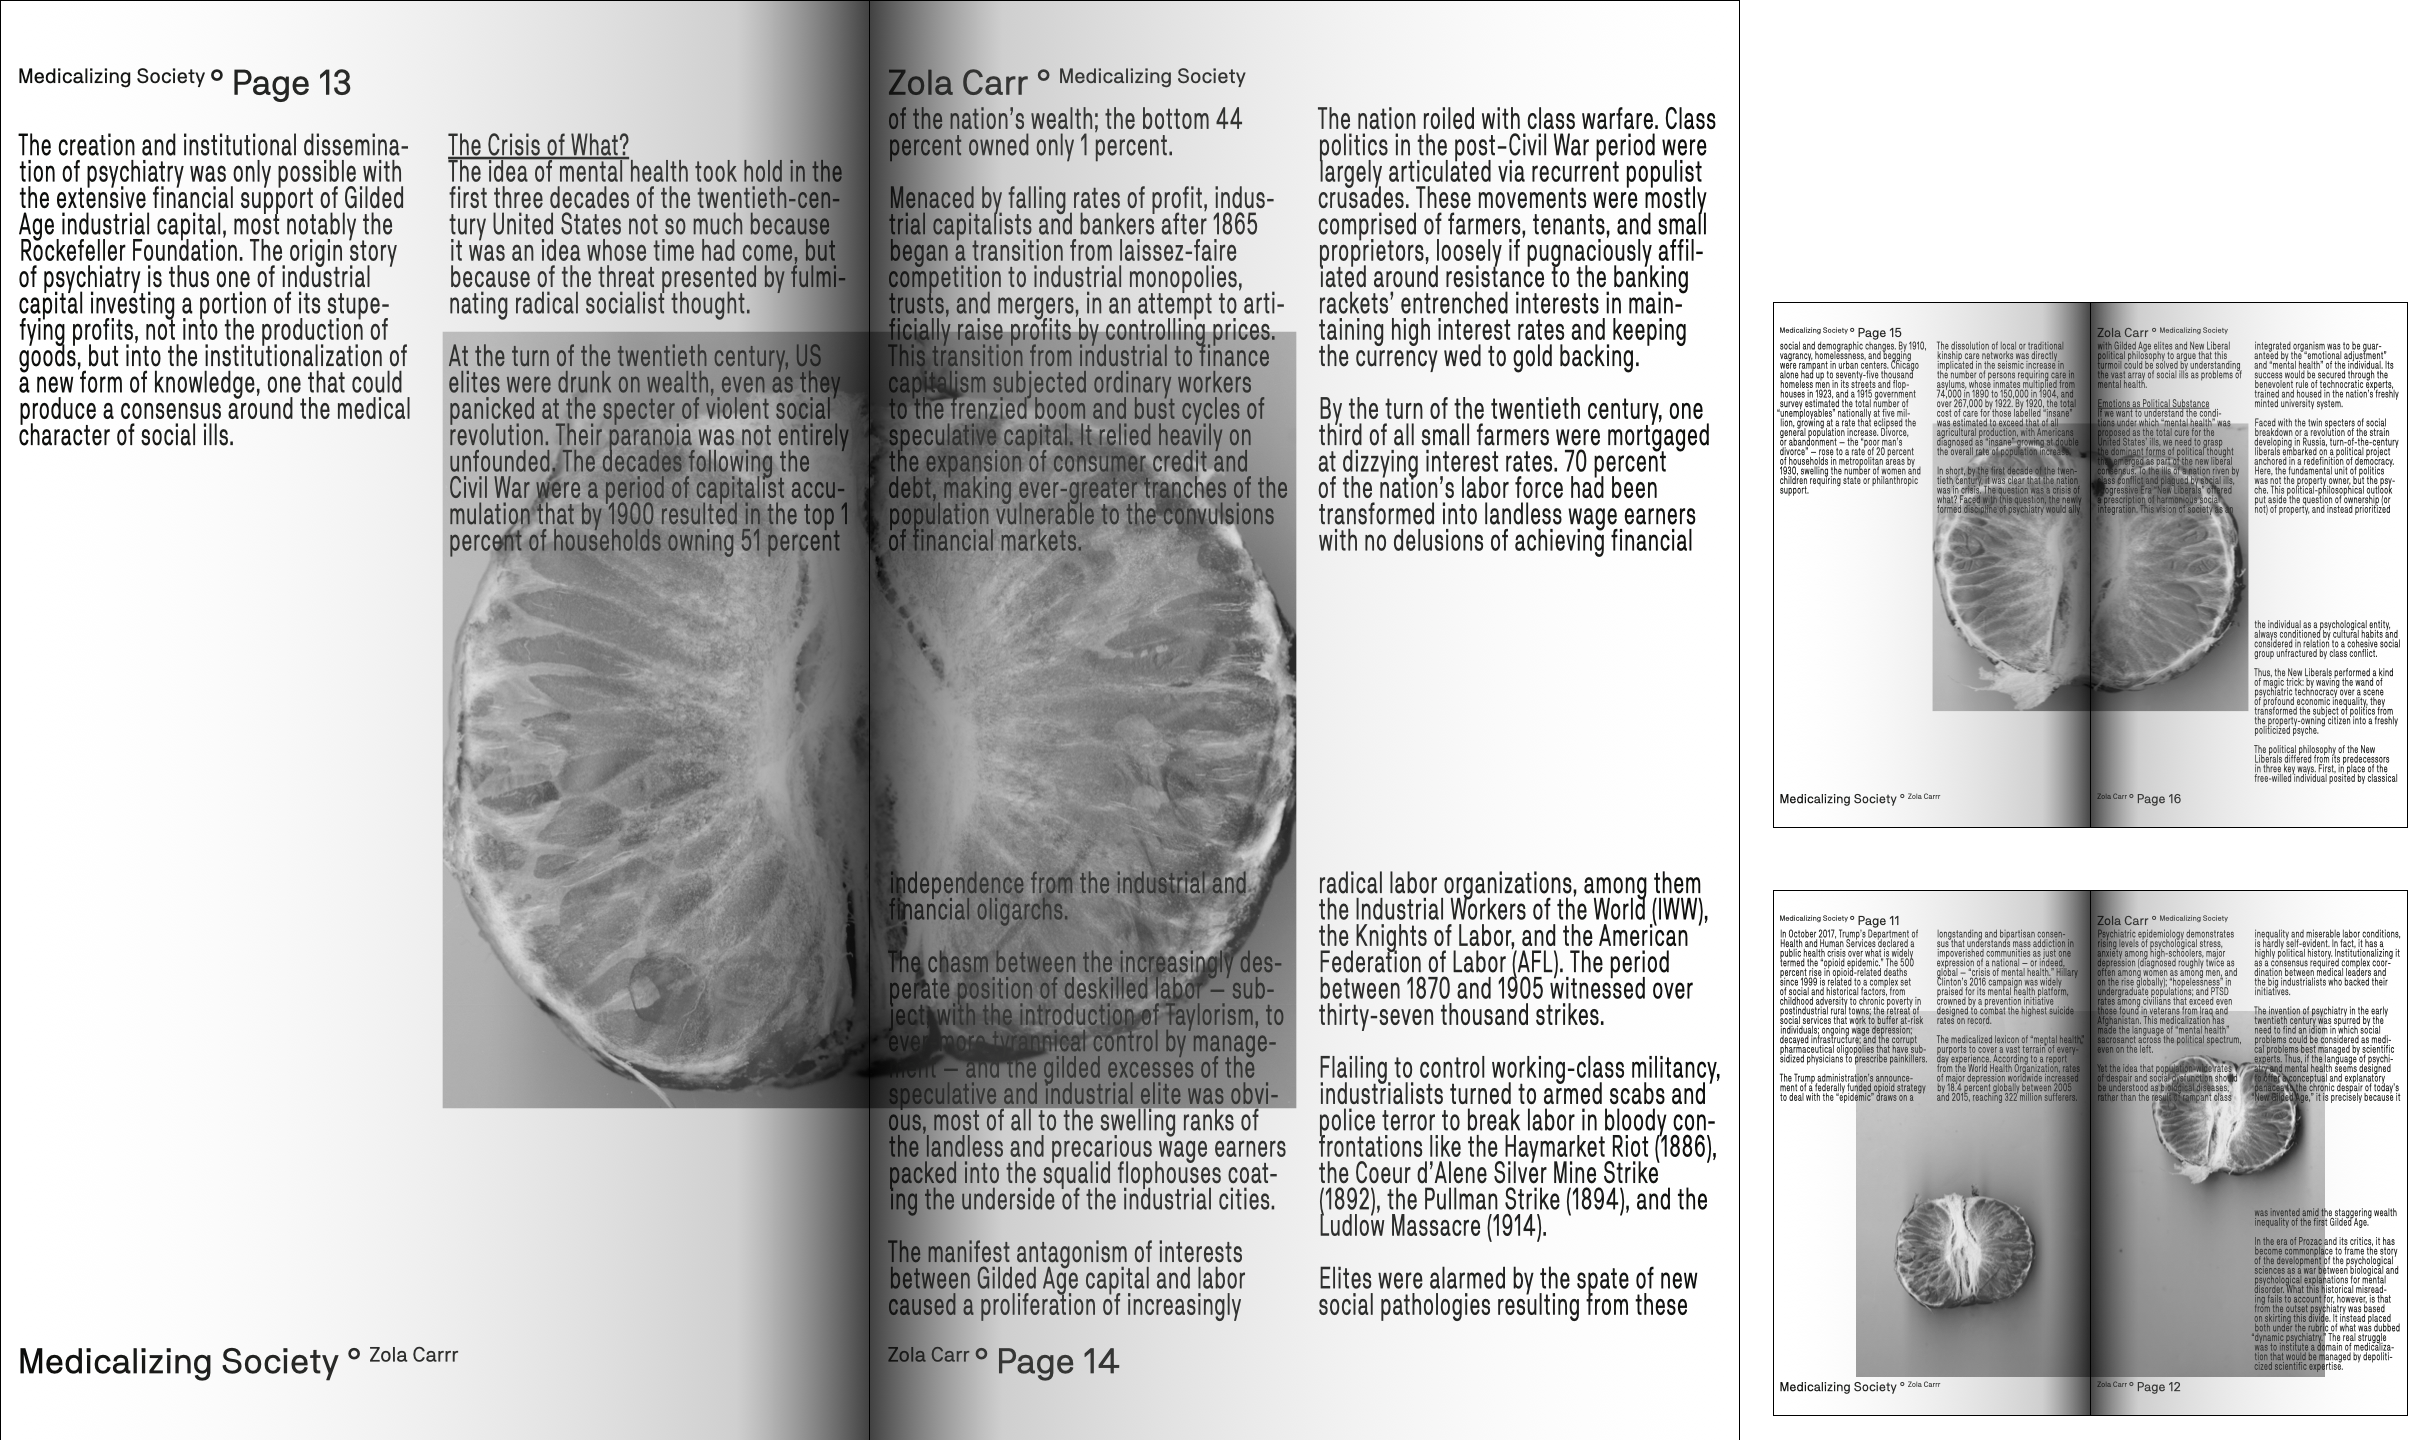 Medicalizing Society ° Page 13
The creation and institutional dissemina-
tion of psychiatry was only possible with
the extensive financial support of Gilded
Age industrial capital, most notably the
Rockefeller Foundation. The origin story
of psychiatry is thus one of industrial
capital investing a portion of its stupe-
fying profits, not into the production of
goods, but into the institutionalization of
a new form of knowledge, one that could
produce a consensus around the medical
character of social ills.
The Crisis of What?
The idea of mental health took hold in the
first three decades of the twentieth-cen-
tury United States not so much because
it was an idea whose time had come, but
because of the threat presented by fulmi-
nating radical socialist thought.
At the turn of the twentieth century, US
elites were drunk on wealth, even as they
panicked at the specter of violent social
revolution. Their paranoia was not entirely
unfounded. The decades following the
Civil War were a period of capitalist accu-
mulation that by 1900 resulted in the top 1
percent of households owning 51 percent
Medicalizing Society ° Zola Carrr
Zola Carr ° Medicalizing Society
of the nation's wealth; the bottom 44
percent owned only 1 percent.
Menaced by falling rates of profit, indus-
trial capitalists and bankers after 1865
began a transition from laissez-faire
competition to industrial monopolies,
trusts, and mergers, in an attempt to arti-
ficially raise profits by controlling prices.
This transition from industrial to finance
capitalism subjected ordinary workers
to the frenzied boom and bust cycles of
speculative capital. It relied heavily on
the expansion of consumer credit and
debt, making ever-greater tranches of the
population vulnerable to the convulsions
of financial markets.
The nation roiled with class warfare. Class
politics in the post-Civil War period were
largely articulated via recurrent populist
crusades. These movements were mostly
comprised of farmers, tenants, and small
proprietors, loosely if pugnaciously affil-
iated around resistance to the banking
rackets' entrenched interests in main-
taining high interest rates and keeping
the currency wed to gold backing.
By the turn of the twentieth century, one
third of all small farmers were mortgaged
at dizzying interest rates. 70 percent
of the nation's labor force had been
transformed into landless wage earners
with no delusions of achieving financial
independence from the industrial and
financial oligarchs.
The chasm between the increasingly des-
perate position of deskilled labor — sub-
ject, with the introduction of Taylorism, to
ever more tyrannical control by manage-
ment — and the gilded excesses of the
speculative and industrial elite was obvi-
ous, most of all to the swelling ranks of
the landless and precarious wage earners
packed into the squalid flophouses coat-
ing the underside of the industrial cities.
The manifest antagonism of interests
between Gilded Age capital and labor
caused a proliferation of increasingly
radical labor organizations, among them
the Industrial Workers of the World (IWW),
the Knights of Labor, and the American
Federation of Labor (AFL). The period
between 1870 and 1905 witnessed over
thirty-seven thousand strikes.
Flailing to control working-class militancy,
industrialists turned to armed scabs and
police terror to break labor in bloody con-
frontations like the Haymarket Riot (1886),
the Coeur d'Alene Silver Mine Strike
(1892), the Pullman Strike (1894), and the
Ludlow Massacre (1914).
Elites were alarmed by the spate of new
social pathologies resulting from these
Zola Carr ° Page 14
Medicalizing Society ° Page 15
social and demographic changes. By 1910,
vagrancy, homelessness, and begging
were rampant in urban centers. Chicago
alone had up to seventy-five thousand
homeless men in its streets and flop-
houses in 1923, and a 1915 government
survey estimated the total number of
"unemployables" nationally at five mil-
lion, growing at a rate that eclipsed the
general population increase. Divorce,
or abandonment — the "poor man's
divorce" — rose to a rate of 20 percent
of households in metropolitan areas by
1930, swelling the number of women and
children requiring state or philanthropic
support.
The dissolution of local or traditional
kinship care networks was directly
implicated in the seismic increase in
the number of persons requiring care in
asylums, whose inmates multiplied from
74,000 in 1890 to 150,000 in 1904, and
over 267,000 by 1922. By 1920, the total
cost of care for those labelled "insane"
was estimated to exceed that of all
agricultural production, with Americans
diagnosed as "insane" growing at double
the overall rate of population increase.
In short, by the first decade of the twen-
tieth century, it was clear that the nation
was in crisis. The question was a crisis of
what? Faced with this question, the newly
formed discipline of psychiatry would ally
Medicalizing Society ° Zola Carrr
Zola Carr ° Medicalizing Society
with Gilded Age elites and New Liberal
political philosophy to argue that this
turmoil could be solved by understanding
the vast array of social ills as problems of
mental health.
Emotions as Political Substance
If we want to understand the condi-
tions under which "mental health" was
proposed as the total cure for the
United States' ills, we need to grasp
the dominant forms of political thought
that emerged as part of the new liberal
consensus. To the ills of a nation riven by
class conflict and plagued by social ills,
Progressive Era "New Liberals" offered
a prescription of harmonious social
integration. This vision of society as an
integrated organism was to be guar-
anteed by the "emotional adjustment"
and "mental health" of the individual. Its
success would be secured through the
benevolent rule of technocratic experts,
trained and housed in the nation's freshly
minted university system.
Faced with the twin specters of social
breakdown or a revolution of the strain
developing in Russia, turn-of-the-century
liberals embarked on a political project
anchored in a redefinition of democracy.
Here, the fundamental unit of politics
was not the property owner, but the psy-
che. This political-philosophical outlook
put aside the question of ownership (or
not) of property, and instead prioritized
the individual as a psychological entity,
always conditioned by cultural habits and
considered in relation to a cohesive social
group unfractured by class conflict.
Thus, the New Liberals performed a kind
of magic trick: by waving the wand of
psychiatric technocracy over a scene
of profound economic inequality, they
transformed the subject of politics from
the property-owning citizen into a freshly
politicized psyche.
The political philosophy of the New
Liberals differed from its predecessors
in three key ways. First, in place of the
free-willed individual posited by classical
Zola Carr ° Page 16
Medicalizing Society ° Page 11
In October 2017, Trump's Department of
Health and Human Services declared a
public health crisis over what is widely
termed the "opioid epidemic." The 500
percent rise in opioid-related deaths
since 1999 is related to a complex set
of social and historical factors, from
childhood adversity to chronic poverty in
postindustrial rural towns; the retreat of
social services that work to buffer at-risk
individuals; ongoing wage depression;
decayed infrastructure; and the corrupt
pharmaceutical oligopolies that have sub-
sidized physicians to prescribe painkillers.
The Trump administration's announce-
ment of a federally funded opioid strategy
to deal with the "epidemic" draws on a
longstanding and bipartisan consen-
sus that understands mass addiction in
impoverished communities as just one
expression of a national — or indeed,
global — "crisis of mental health." Hillary
Clinton's 2016 campaign was widely
praised for its mental health platform,
crowned by a prevention initiative
designed to combat the highest suicide
rates on record.
The medicalized lexicon of "mental health,"
purports to cover a vast terrain of every-
day experience. According to a report
from the World Health Organization, rates
of major depression worldwide increased
by 18.4 percent globally between 2005
and 2015, reaching 322 million sufferers.
Medicalizing Society ° Zola Carrr
Zola Carr ° Medicalizing Society
Psychiatric epidemiology demonstrates
rising levels of psychological stress,
anxiety among high-schoolers, major
depression (diagnosed roughly twice as
often among women as among men, and
on the rise globally); "hopelessness" in
undergraduate populations; and PTSD
rates among civilians that exceed even
those found in veterans from Iraq and
Afghanistan. This medicalization has
made the language of "mental health"
sacrosanct across the political spectrum,
even on the left.
Yet the idea that population-wide rates
of despair and social dysfunction should
be understood as biological diseases,
rather than the result of rampant class
inequality and miserable labor conditions,
is hardly self-evident. In fact, it has a
highly political history. Institutionalizing it
as a consensus required complex coor-
dination between medical leaders and
the big industrialists who backed their
initiatives.
The invention of psychiatry in the early
twentieth century was spurred by the
need to find an idiom in which social
problems could be considered as medi-
cal problems best managed by scientific
experts. Thus, if the language of psychi-
atry and mental health seems designed
to offer a conceptual and explanatory
panacea to the chronic despair of today's
"New Gilded Age," it is precisely because it
was invented amid the staggering wealth
inequality of the first Gilded Age.
In the era of Prozac and its critics, it has
become commonplace to frame the story
of the development of the psychological
sciences as a war between biological and
psychological explanations for mental
disorder. What this historical misread-
ing fails to account for, however, is that
from the outset psychiatry was based
on skirting this divide. It instead placed
both under the rubric of what was dubbed
"dynamic psychiatry." The real struggle
was to institute a domain of medicaliza-
tion that would be managed by depoliti-
cized scientific expertise.
Zola Carr ° Page 12